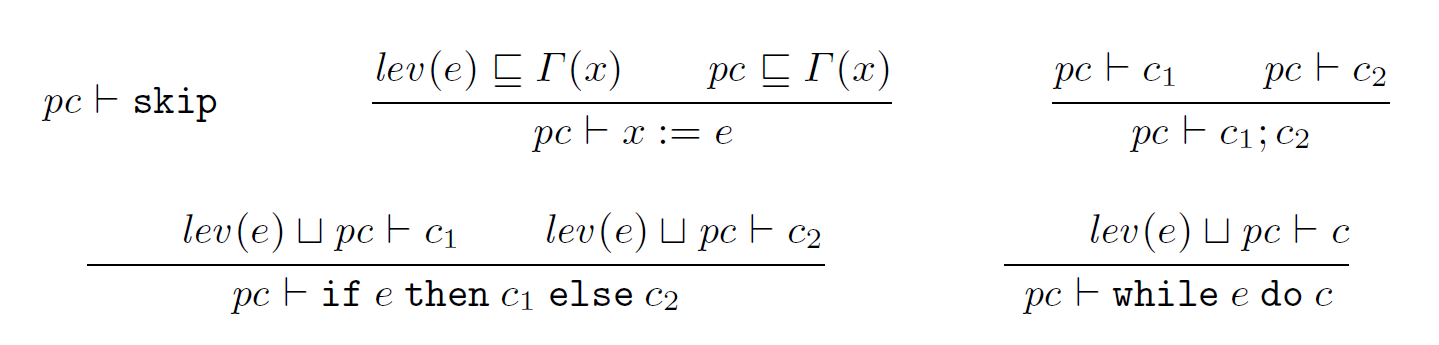 lev(e) ⊑ Γ(x) pc ⊑ Γ(x) pc ⊢ c₁ pc ⊢ c₂
pc ⊢ skip
pc ⊢ x := e pc ⊢ c₁; c₂
lev(e) ⊔ pc ⊢ c₁ lev(e) ⊔ pc ⊢ c₂ lev(e) ⊔ pc ⊢ c
pc ⊢ if e then c₁ else c₂ pc ⊢ while e do c